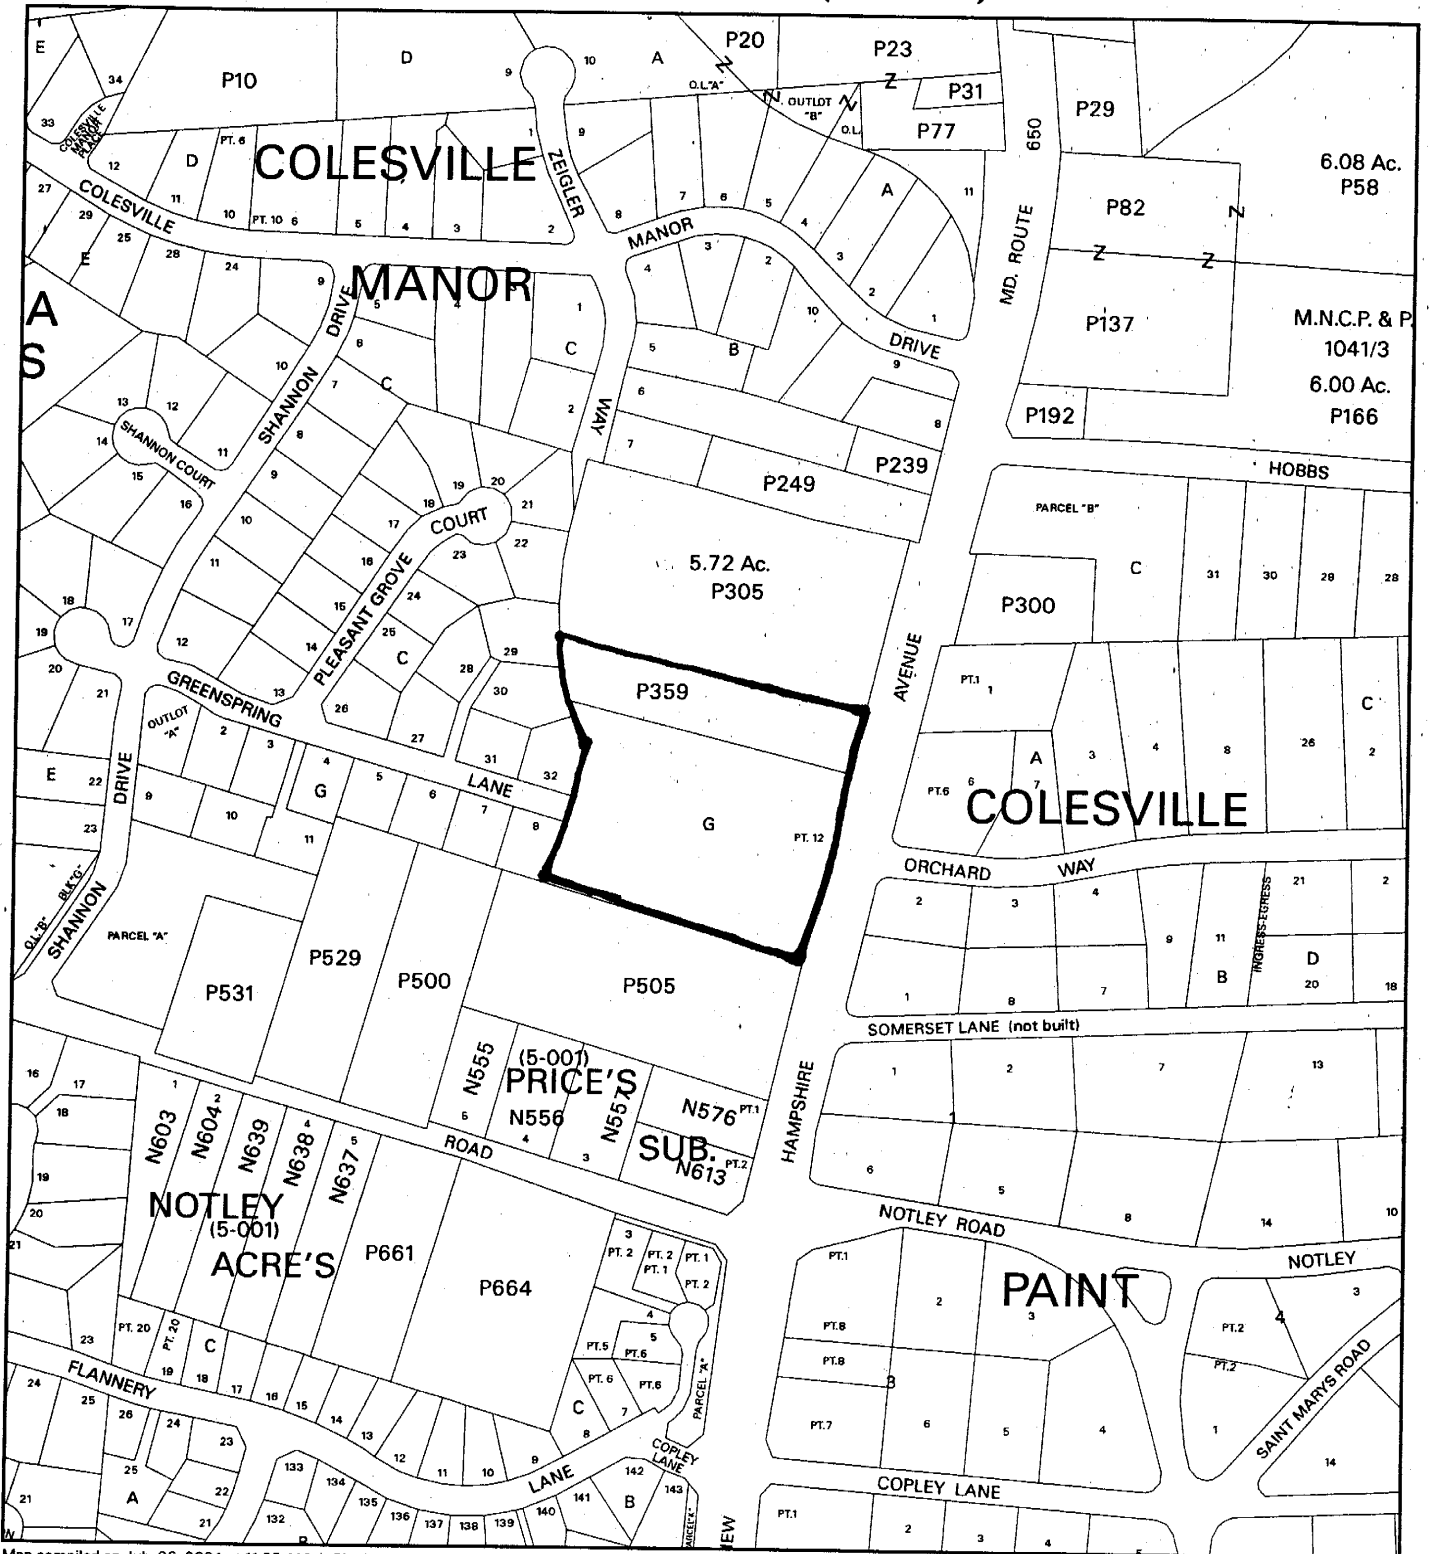 E
34
33
COLESVILLE
MANOR
PLACE
P10
D
9
10
A
P20
Z
O.L."A"
P23
Z
P31
P77
OUTLOT
"B"
O.L.
650
P29
6.08 Ac.
P58
12
D
PT. 6
COLESVILLE
1
9
ZEIGLER
27
COLESVILLE
29
25
28
E
24
11
10
PT. 10
6
5
4
3
2
8
MANOR
7
6
5
4
3
2
1
A
11
MD. ROUTE
P82
Z
Z
Z
MANOR
A
S
9
DRIVE
5
4
1
C
2
WAY
4
3
2
10
DRIVE
9
8
5
B
6
7
P137
M.N.C.P. & P.
1041/3
6.00 Ac.
P166
P192
HOBBS
10
SHANNON
7
C
8
13
12
14
SHANNON COURT
11
15
16
8
9
10
11
12
17
18
19
20
21
22
COURT
23
PLEASANT GROVE
16
15
14
13
24
25
C
26
27
28
29
30
31
32
P249
P239
5.72 Ac.
P305
PARCEL "B"
C
31
30
29
28
P300
AVENUE
18
19
17
20
21
GREENSPRING
OUTLOT
"A"
2
3
4
5
6
7
8
G
LANE
P359
G
PT. 12
PT.1
1
PT.6
6
A
7
3
4
8
26
C
2
COLESVILLE
E
22
23
DRIVE
9
10
11
ORCHARD
WAY
BLK"G"
O.L."B"
SHANNON
PARCEL "A"
P531
P529
P500
P505
2
3
4
1
8
7
9
11
B
INGRESS-EGRESS
21
2
D
20
18
SOMERSET LANE (not built)
16
17
18
19
20
21
1
2
4
5
N603
N604
N639
N638
N637
NOTLEY
(5-001)
ACRE'S
ROAD
N555
(5-001)
PRICE'S
N556
N557
SUB.
N576
PT.1
PT.2
N613
4
3
HAMPSHIRE
1
2
7
13
1
6
5
8
14
10
NOTLEY ROAD
NOTLEY
P661
P664
3
PT. 2
PT. 2
PT. 1
PT. 1
PT. 2
4
5
PT.5
PT.6
PT. 6
PT.6
C
7
8
PARCEL "A"
PT.1
2
3
PAINT
PT.8
PT.8
3
PT.7
6
5
4
PT.2
4
3
PT.2
1
SAINT MARYS ROAD
14
23
PT. 20
PT. 20
C
19
18
17
16
15
14
13
12
11
10
9
FLANNERY
24
25
26
24
23
25
A
22
21
21
133
134
132
135
136
137
138
139
140
141
142
143
B
LANE
COPLEY
LANE
COPLEY LANE
PT.1
2
3
4